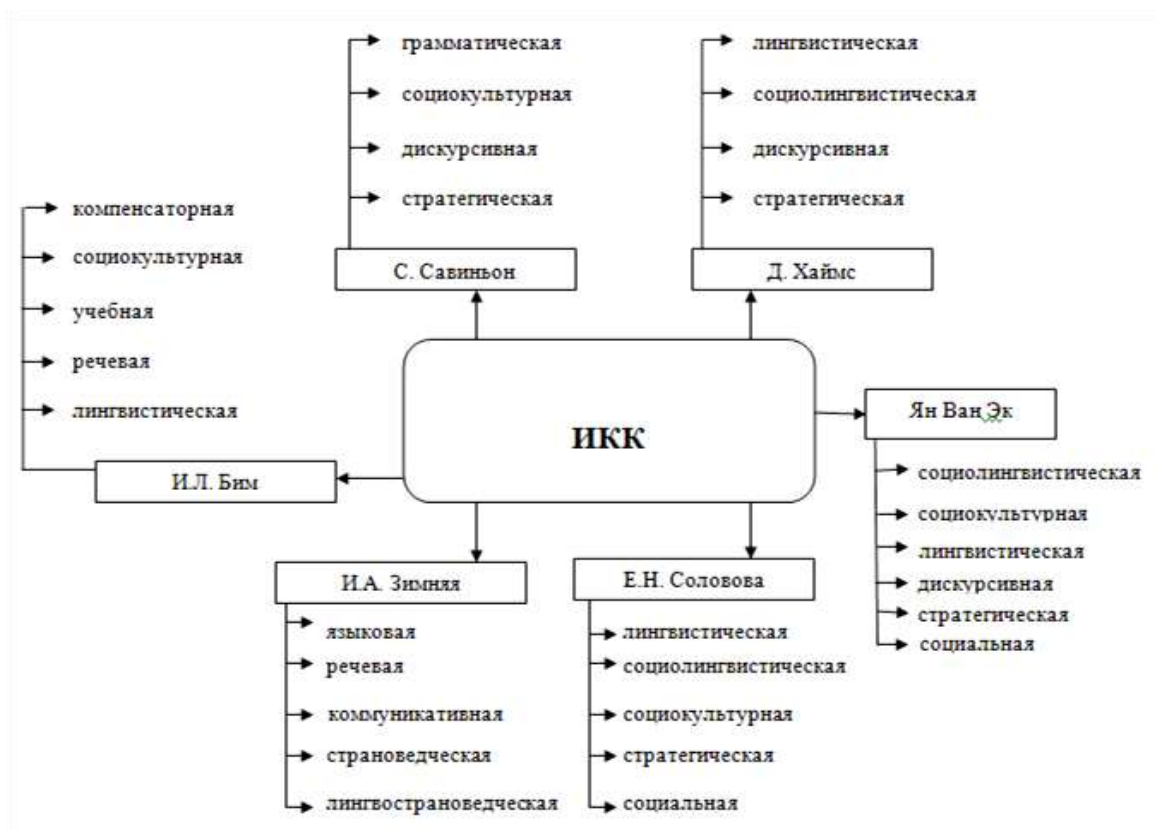 грамматическая
социокультурная
дискурсивная
стратегическая
С. Савиньон
лингвистическая
социолингвистическая
дискурсивная
стратегическая
Д. Хаймс
компенсаторная
социокультурная
учебная
речевая
лингвистическая
И.Л. Бим
ИКК
Ян Ван Эк
социолингвистическая
социокультурная
лингвистическая
дискурсивная
стратегическая
социальная
И.А. Зимняя
языковая
речевая
коммуникативная
страноведческая
лингвострановедческая
Е.Н. Соловова
лингвистическая
социолингвистическая
социокультурная
стратегическая
социальная